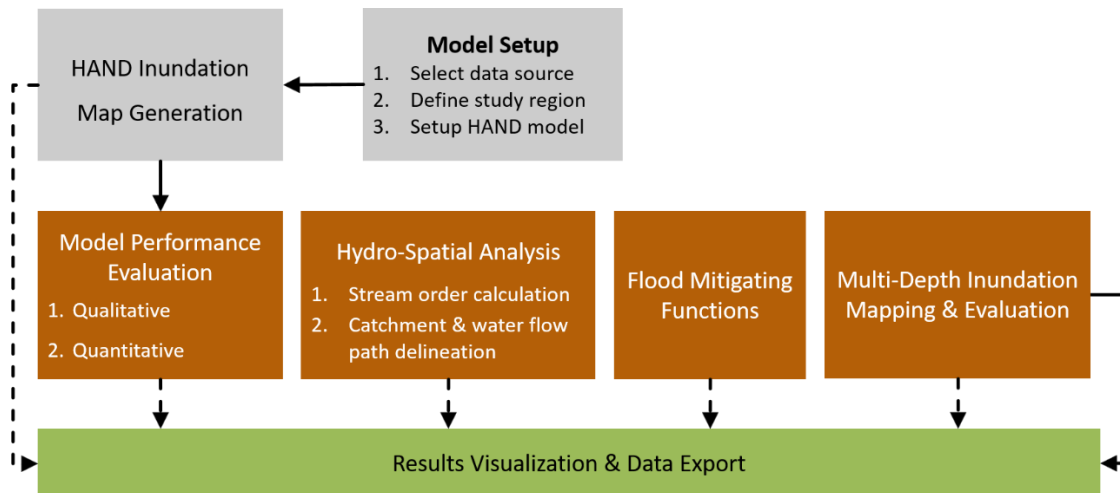 HAND Inundation
Map Generation
Model Setup
1. Select data source
2. Define study region
3. Setup HAND model
Model Performance
Evaluation
1. Qualitative
2. Quantitative
Hydro-Spatial Analysis
1. Stream order calculation
2. Catchment & water flow
path delineation
Flood Mitigating
Functions
Multi-Depth Inundation
Mapping & Evaluation
Results Visualization & Data Export